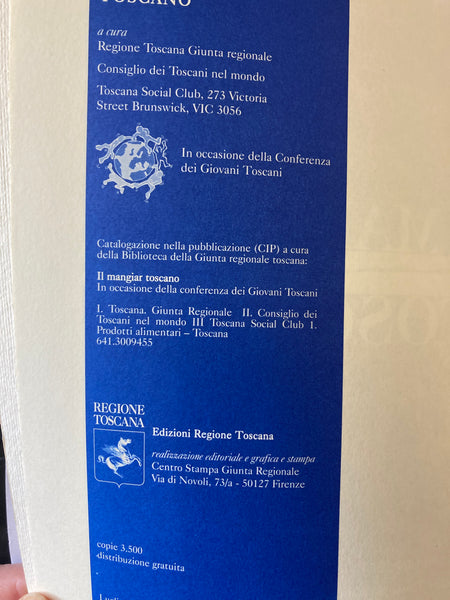 TOSCANO
a cura
Regione Toscana Giunta regionale
Consiglio dei Toscani nel mondo
Toscana Social Club, 273 Victoria
Street Brunswick, VIC 3056
In occasione della Conferenza
dei Giovani Toscani
Catalogazione nella pubblicazione (CIP) a cura
della Biblioteca della Giunta regionale toscana:
Il mangiar toscano
In occasione della conferenza dei Giovani Toscani
I. Toscana. Giunta Regionale II. Consiglio dei
Toscani nel mondo III Toscana Social Club 1.
Prodotti alimentari – Toscana
641.3009455
REGIONE
TOSCANA
Edizioni Regione Toscana
realizzazione editoriale e grafica e stampa
Centro Stampa Giunta Regionale
Via di Novoli, 73/a - 50127 Firenze
copie 3.500
distribuzione gratuita